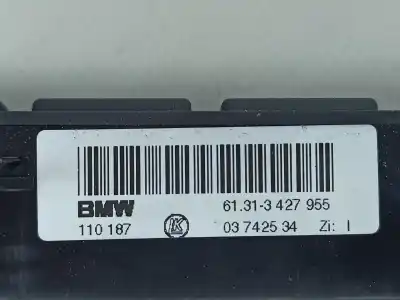 BMW 61.31-3 427 955
110 187 K 03 7425 34 Zi: I